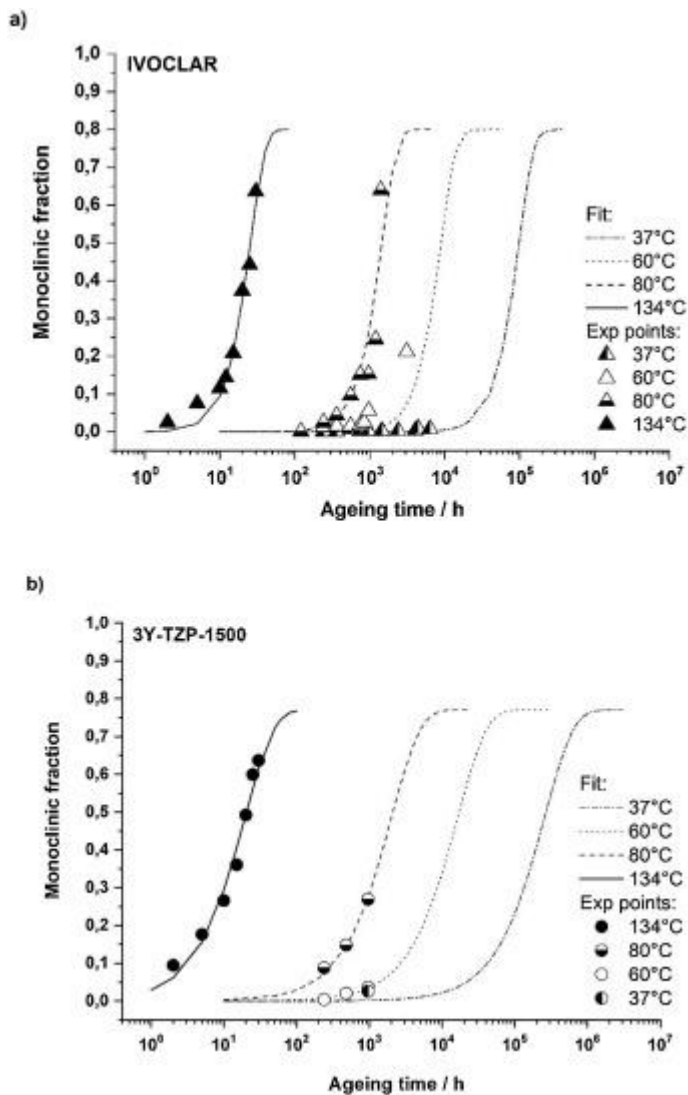 a)
IVOCLAR
1,0
0,9
0,8
0,7
0,6
0,5
0,4
0,3
0,2
0,1
0,0
Monoclinic fraction
Fit:
37°C
60°C
80°C
134°C
Exp points:
37°C
60°C
80°C
134°C
10⁰ 10¹ 10² 10³ 10⁴ 10⁵ 10⁶ 10⁷
Ageing time / h
b)
3Y-TZP-1500
1,0
0,9
0,8
0,7
0,6
0,5
0,4
0,3
0,2
0,1
0,0
Monoclinic fraction
Fit:
37°C
60°C
80°C
134°C
Exp points:
134°C
80°C
60°C
37°C
10⁰ 10¹ 10² 10³ 10⁴ 10⁵ 10⁶ 10⁷
Ageing time / h